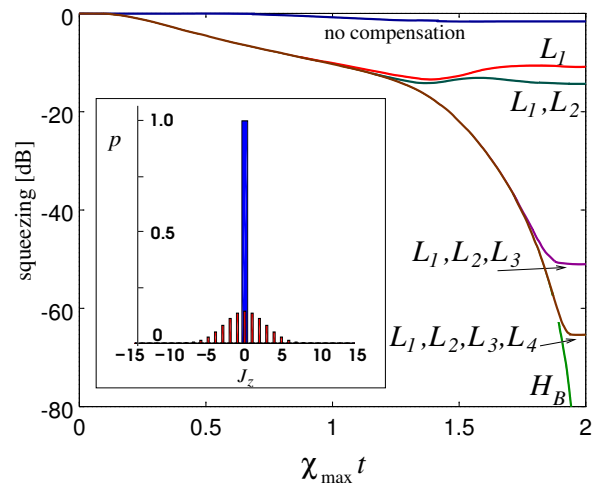 0
-20
-40
-60
-80
squeezing [dB]
no compensation
L1
L1,L2
L1,L2,L3
L1,L2,L3,L4
HB
p
1.0
0.5
0
−15 −10 −5 0 5 10 15
Jz
0 0.5 1 1.5 2
χmax t